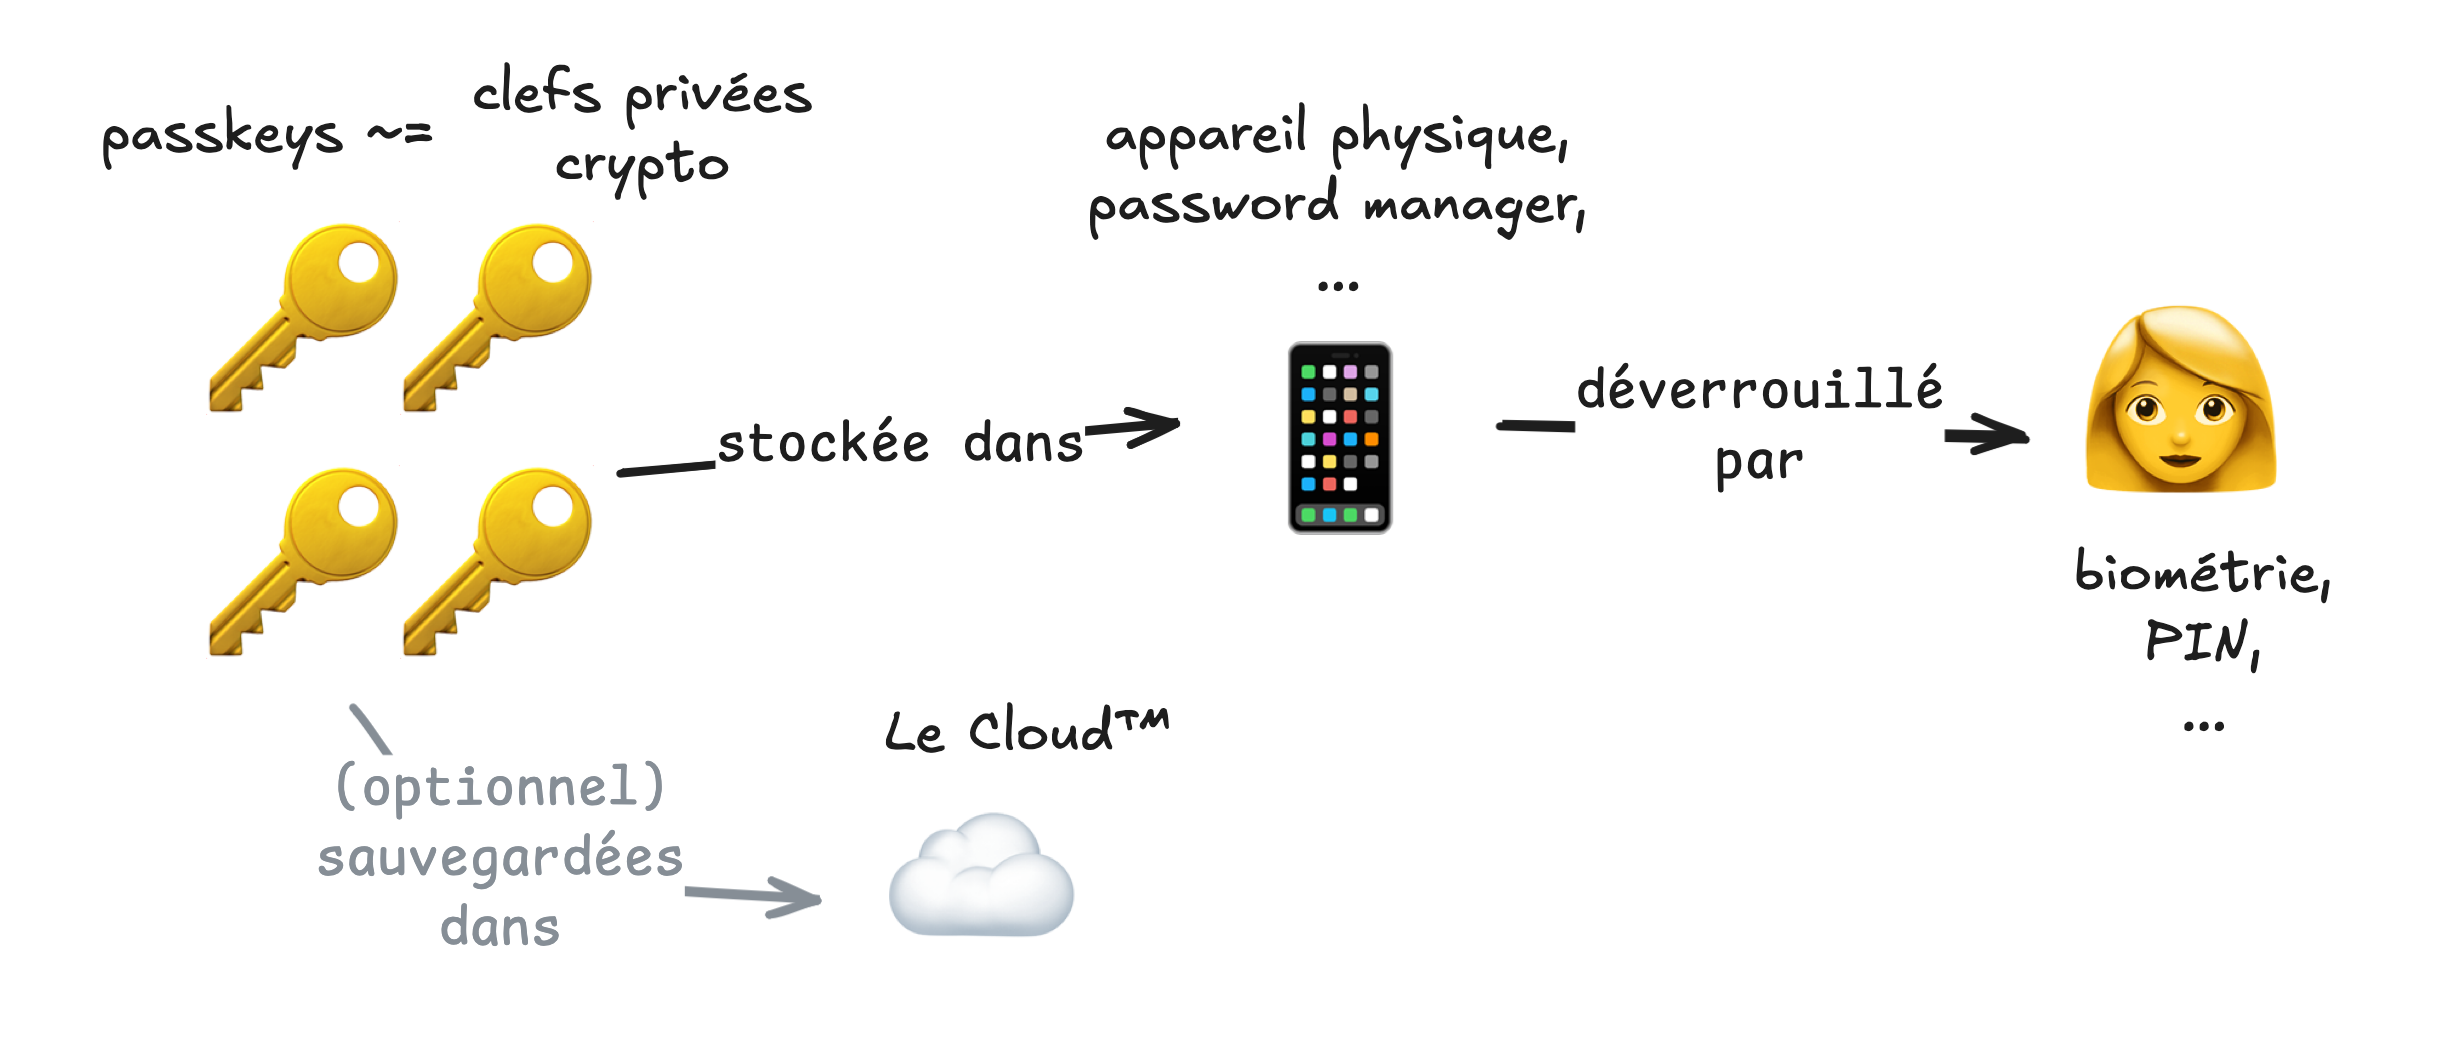 passkeys ~=
clefs privées
crypto
appareil physique,
password manager,
...
stockée dans
déverrouillé
par
biométrie,
PIN,
...
(optionnel)
sauvegardées
dans
Le Cloud™